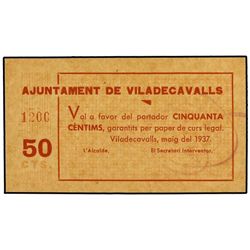 AJUNTAMENT DE VILADECAVALLS
1206
Val a favor del portador CINQUANTA
CÈNTIMS, garantits per paper de curs legal.
Viladecavalls, maig del 1937.
50
CTS.
L'Alcalde,
El Secretari Interventor,